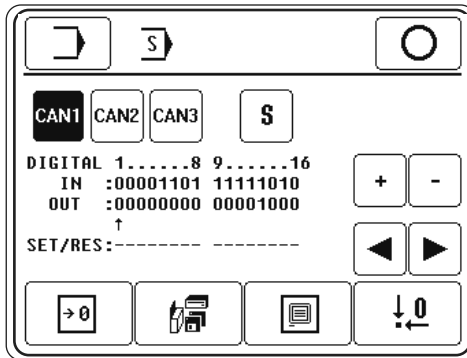 S
CAN1 CAN2 CAN3 S
DIGITAL 1......8 9......16
IN :00001101 11111010
OUT :00000000 00001000
↑
SET/RES:-------- --------
+ -
→0
0